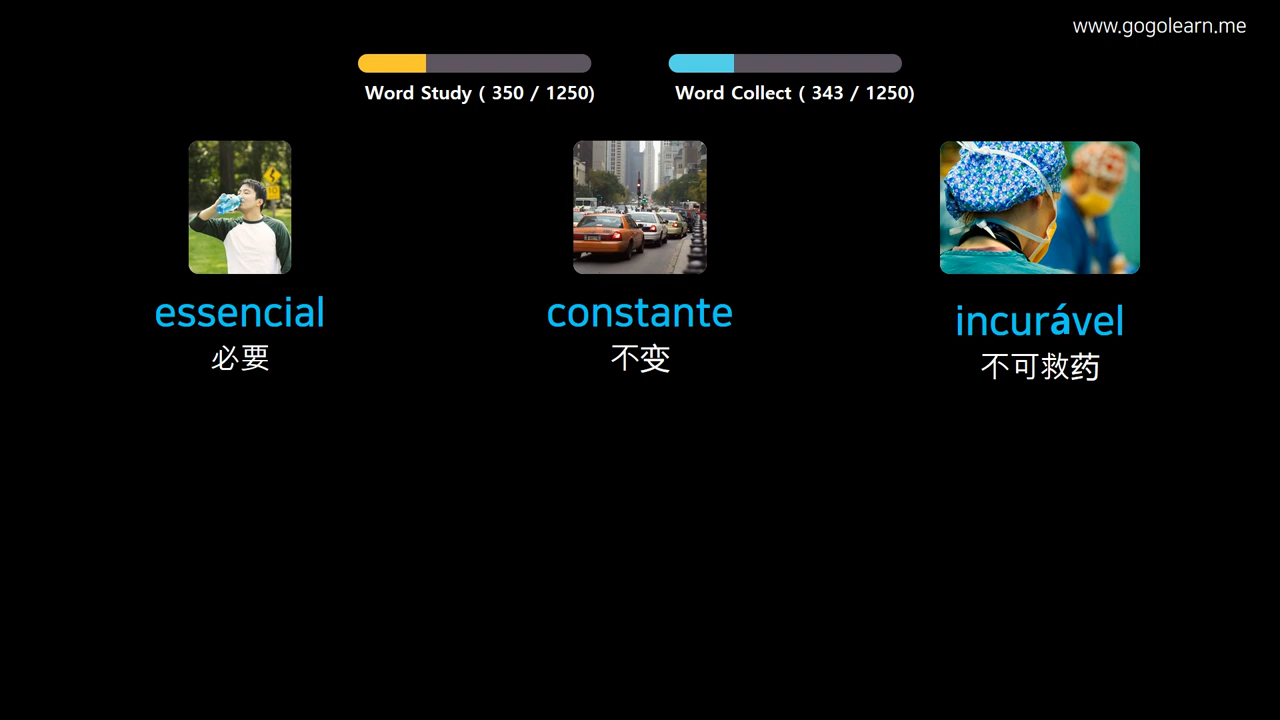 www.gogolearn.me
Word Study ( 350 / 1250)
Word Collect ( 343 / 1250)
essencial
必要
constante
不变
incurável
不可救药